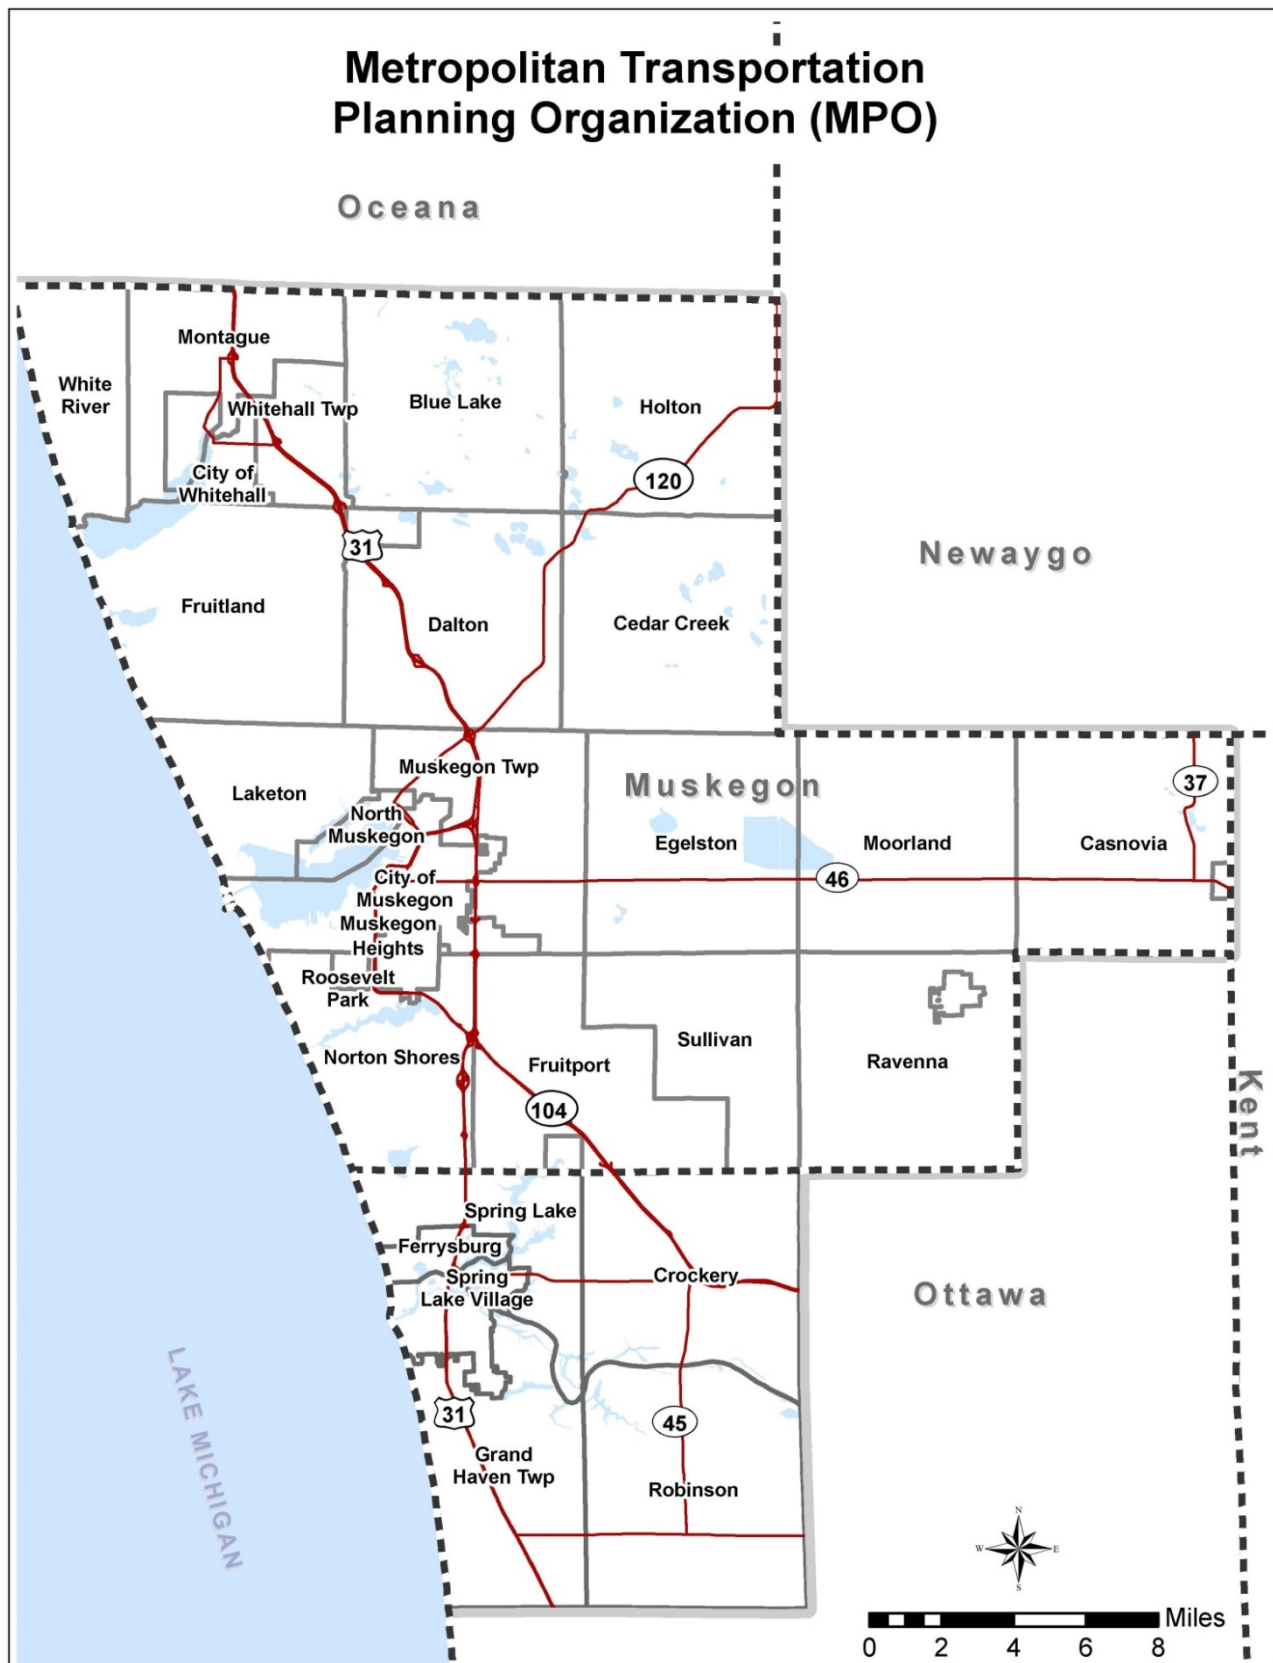 Metropolitan Transportation
Planning Organization (MPO)
Oceana
Montague
White
River
Whitehall Twp
Blue Lake
Holton
City of
Whitehall
120
31
Newaygo
Fruitland
Dalton
Cedar Creek
Muskegon Twp
Muskegon
37
Laketon
North
Muskegon
Egelston
Moorland
Casnovia
46
City of
Muskegon
Muskegon
Heights
Roosevelt
Park
Norton Shores
Fruitport
Sullivan
Ravenna
104
Kent
Spring Lake
Ferrysburg
Spring
Lake Village
Crockery
Ottawa
LAKE MICHIGAN
31
45
Grand
Haven Twp
Robinson
N
W
E
S
Miles
0 2 4 6 8